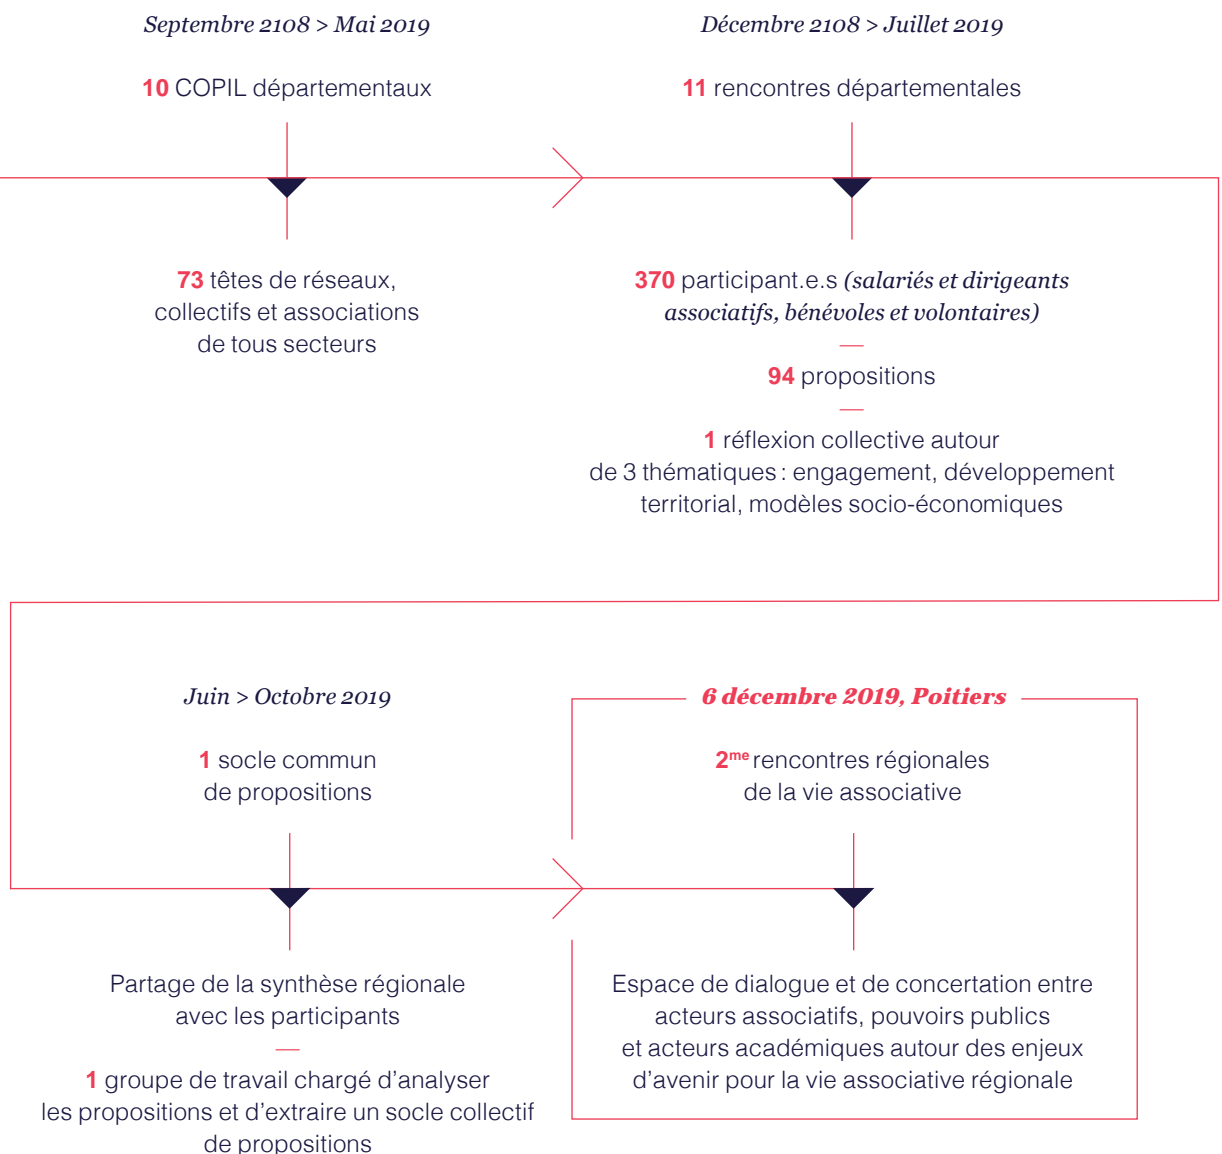 Septembre 2108 > Mai 2019
10 COPIL départementaux
73 têtes de réseaux,
collectifs et associations
de tous secteurs
Décembre 2108 > Juillet 2019
11 rencontres départementales
370 participant.e.s (salariés et dirigeants
associatifs, bénévoles et volontaires)
—
94 propositions
—
1 réflexion collective autour
de 3 thématiques : engagement, développement
territorial, modèles socio-économiques
Juin > Octobre 2019
1 socle commun
de propositions
Partage de la synthèse régionale
avec les participants
—
1 groupe de travail chargé d'analyser
les propositions et d'extraire un socle collectif
de propositions
6 décembre 2019, Poitiers
2me rencontres régionales
de la vie associative
Espace de dialogue et de concertation entre
acteurs associatifs, pouvoirs publics
et acteurs académiques autour des enjeux
d'avenir pour la vie associative régionale